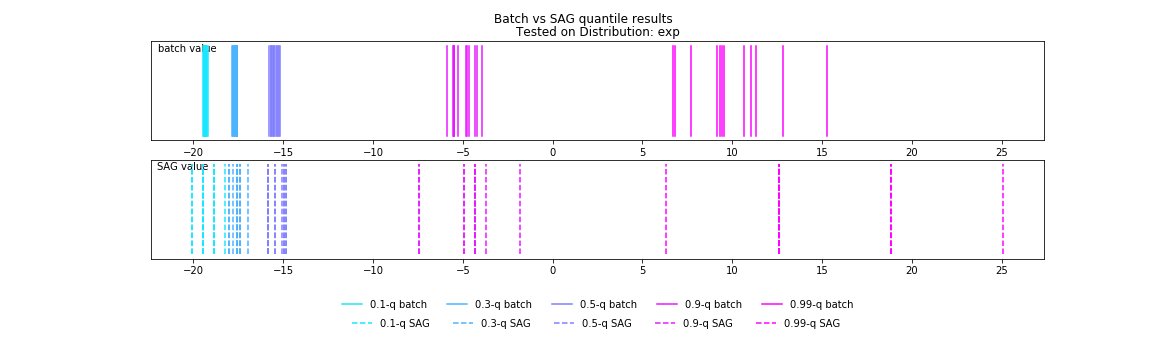 Batch vs SAG quantile results
Tested on Distribution: exp
batch value
−20 −15 −10 −5 0 5 10 15 20 25
SAG value
−20 −15 −10 −5 0 5 10 15 20 25
0.1-q batch 0.3-q batch 0.5-q batch 0.9-q batch 0.99-q batch
0.1-q SAG 0.3-q SAG 0.5-q SAG 0.9-q SAG 0.99-q SAG